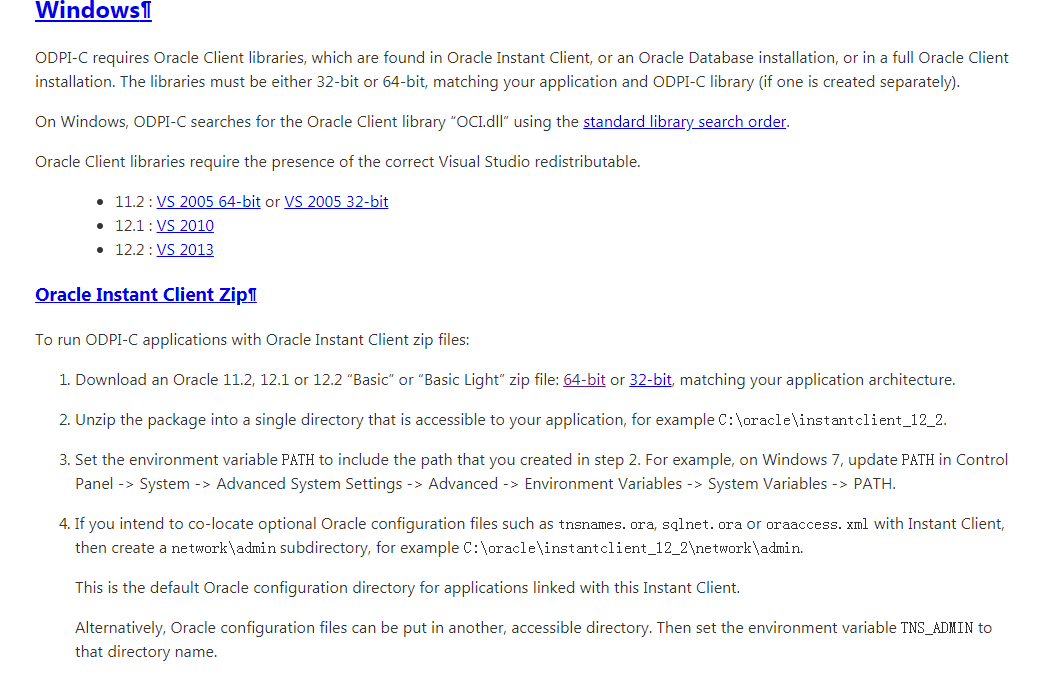 Windows¶
ODPI-C requires Oracle Client libraries, which are found in Oracle Instant Client, or an Oracle Database installation, or in a full Oracle Client
installation. The libraries must be either 32-bit or 64-bit, matching your application and ODPI-C library (if one is created separately).
On Windows, ODPI-C searches for the Oracle Client library “OCI.dll” using the standard library search order.
Oracle Client libraries require the presence of the correct Visual Studio redistributable.
• 11.2 : VS 2005 64-bit or VS 2005 32-bit
• 12.1 : VS 2010
• 12.2 : VS 2013
Oracle Instant Client Zip¶
To run ODPI-C applications with Oracle Instant Client zip files:
1. Download an Oracle 11.2, 12.1 or 12.2 “Basic” or “Basic Light” zip file: 64-bit or 32-bit, matching your application architecture.
2. Unzip the package into a single directory that is accessible to your application, for example C:\oracle\instantclient_12_2.
3. Set the environment variable PATH to include the path that you created in step 2. For example, on Windows 7, update PATH in Control
Panel -> System -> Advanced System Settings -> Advanced -> Environment Variables -> System Variables -> PATH.
4. If you intend to co-locate optional Oracle configuration files such as tnsnames.ora, sqlnet.ora or oraaccess.xml with Instant Client,
then create a network\admin subdirectory, for example C:\oracle\instantclient_12_2\network\admin.
This is the default Oracle configuration directory for applications linked with this Instant Client.
Alternatively, Oracle configuration files can be put in another, accessible directory. Then set the environment variable TNS_ADMIN to
that directory name.